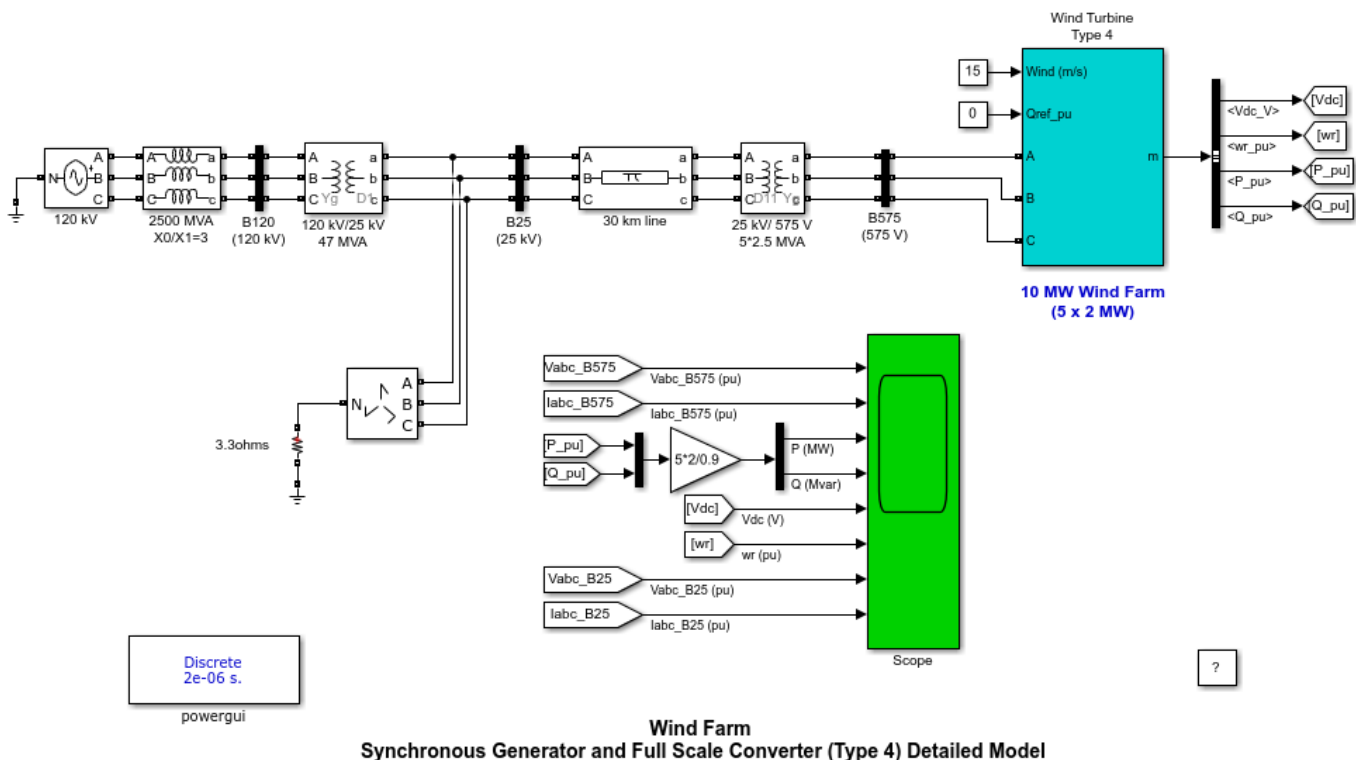 Wind Turbine
Type 4
15
Wind (m/s)
0
Qref_pu
A
B
C
m
<Vdc_V>
[Vdc]
<wr_pu>
[wr]
<P_pu>
[P_pu]
<Q_pu>
[Q_pu]
10 MW Wind Farm
(5 x 2 MW)
N
A
B
C
120 kV
A
B
C
a
b
c
2500 MVA
X0/X1=3
B120
(120 kV)
A
B
C
Yg
D1
a
b
c
120 kV/25 kV
47 MVA
B25
(25 kV)
A
B
C
a
b
c
30 km line
A
B
C
D11
Yg
a
b
c
25 kV/ 575 V
5*2.5 MVA
B575
(575 V)
N
A
B
C
3.3ohms
Vabc_B575
Vabc_B575 (pu)
Iabc_B575
Iabc_B575 (pu)
[P_pu]
[Q_pu]
5*2/0.9
P (MW)
Q (Mvar)
[Vdc]
Vdc (V)
[wr]
wr (pu)
Vabc_B25
Vabc_B25 (pu)
Iabc_B25
Iabc_B25 (pu)
Scope
Discrete
2e-06 s.
powergui
?
Wind Farm
Synchronous Generator and Full Scale Converter (Type 4) Detailed Model